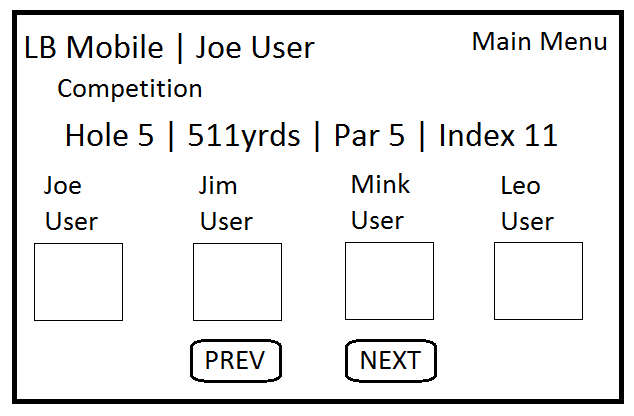 LB Mobile | Joe User Main Menu
Competition
Hole 5 | 511yrds | Par 5 | Index 11
Joe Jim Mink Leo
User User User User
PREV NEXT